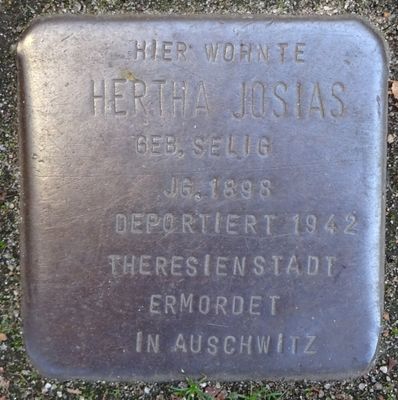 HIER WOHNTE
HERTHA JOSIAS
GEB. SELIG
JG. 1898
DEPORTIERT 1942
THERESIENSTADT
ERMORDET
IN AUSCHWITZ